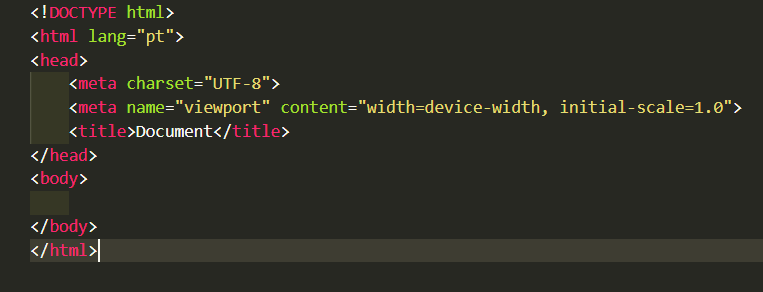 <!DOCTYPE html>
<html lang="pt">
<head>
    <meta charset="UTF-8">
    <meta name="viewport" content="width=device-width, initial-scale=1.0">
    <title>Document</title>
</head>
<body>
</body>
</html>